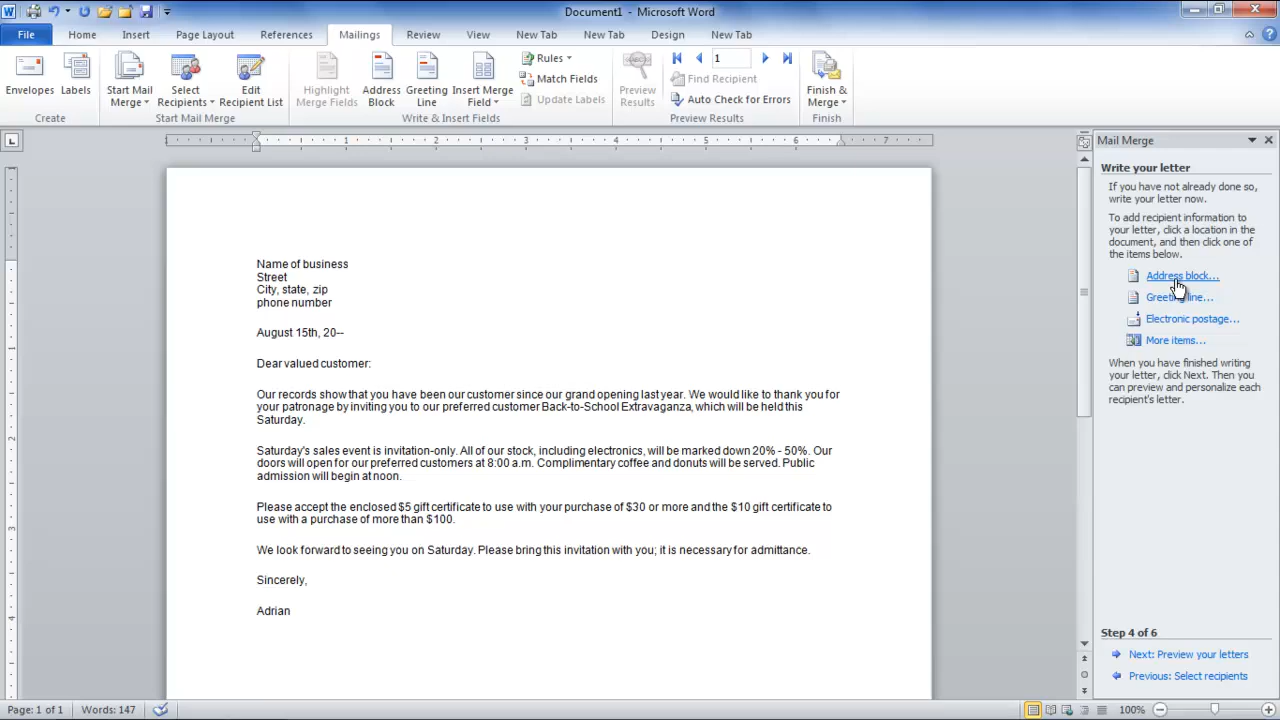 Document1 - Microsoft Word
File Home Insert Page Layout References Mailings Review View New Tab New Tab Design New Tab
Envelopes
Labels
Create
Start Mail Merge
Select Recipients
Edit Recipient List
Start Mail Merge
Highlight Merge Fields
Address Block
Greeting Line
Insert Merge Field
Rules
Match Fields
Update Labels
Write & Insert Fields
Preview Results
1
Find Recipient
Auto Check for Errors
Preview Results
Finish & Merge
Finish
1 2 3 4 5 6 7
Name of business
Street
City, state, zip
phone number
August 15th, 20--
Dear valued customer:
Our records show that you have been our customer since our grand opening last year. We would like to thank you for
your patronage by inviting you to our preferred customer Back-to-School Extravaganza, which will be held this
Saturday.
Saturday's sales event is invitation-only. All of our stock, including electronics, will be marked down 20% - 50%. Our
doors will open for our preferred customers at 8:00 a.m. Complimentary coffee and donuts will be served. Public
admission will begin at noon.
Please accept the enclosed $5 gift certificate to use with your purchase of $30 or more and the $10 gift certificate to
use with a purchase of more than $100.
We look forward to seeing you on Saturday. Please bring this invitation with you; it is necessary for admittance.
Sincerely,
Adrian
1
2
3
4
Mail Merge
Write your letter
If you have not already done so,
write your letter now.
To add recipient information to
your letter, click a location in the
document, and then click one of
the items below.
Address block...
Greeting line...
Electronic postage...
More items...
When you have finished writing
your letter, click Next. Then you
can preview and personalize each
recipient's letter.
Step 4 of 6
Next: Preview your letters
Previous: Select recipients
Page: 1 of 1 Words: 147 100%